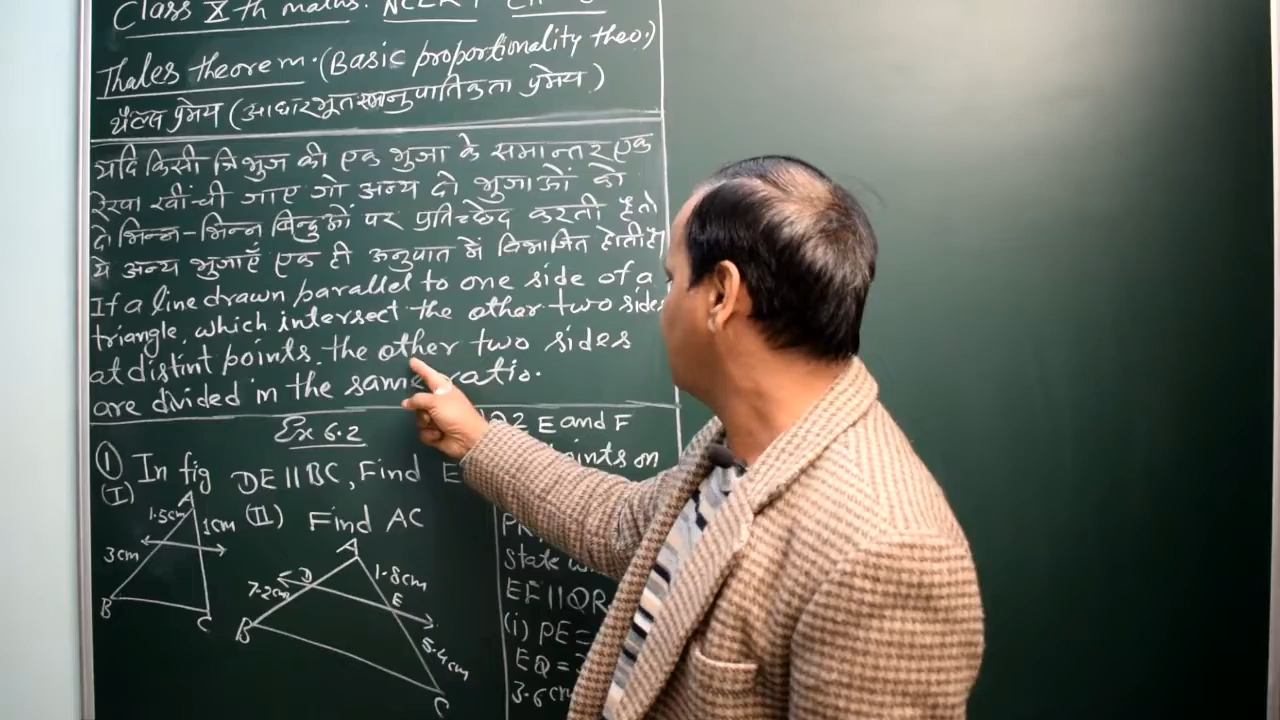 Class Xth maths. NCERT
Thales theorem. (Basic proportionality theo.)
थैल्स प्रमेय (आधारभूत समानुपातिकता प्रमेय)
यदि किसी त्रिभुज की एक भुजा के समान्तर एक
रेखा खींची जाए जो अन्य दो भुजाओं को
दो भिन्न-भिन्न बिन्दुओं पर प्रतिच्छेद करती है तो
ये अन्य भुजाएँ एक ही अनुपात में विभाजित होती है।
If a line drawn parallel to one side of a
triangle, which intersect the other two sides
at distint points. the other two sides
are divided in the same ratio.
Ex 6.2
① In fig DE || BC, Find E
(I)
A
1.5cm
1cm
3cm
B
C
(II) Find AC
A
D
1.8cm
7.2cm
E
B
5.4cm
C
Q2 E and F
points on
State
EF || QR
(i) PE =
EQ =
3.6cm